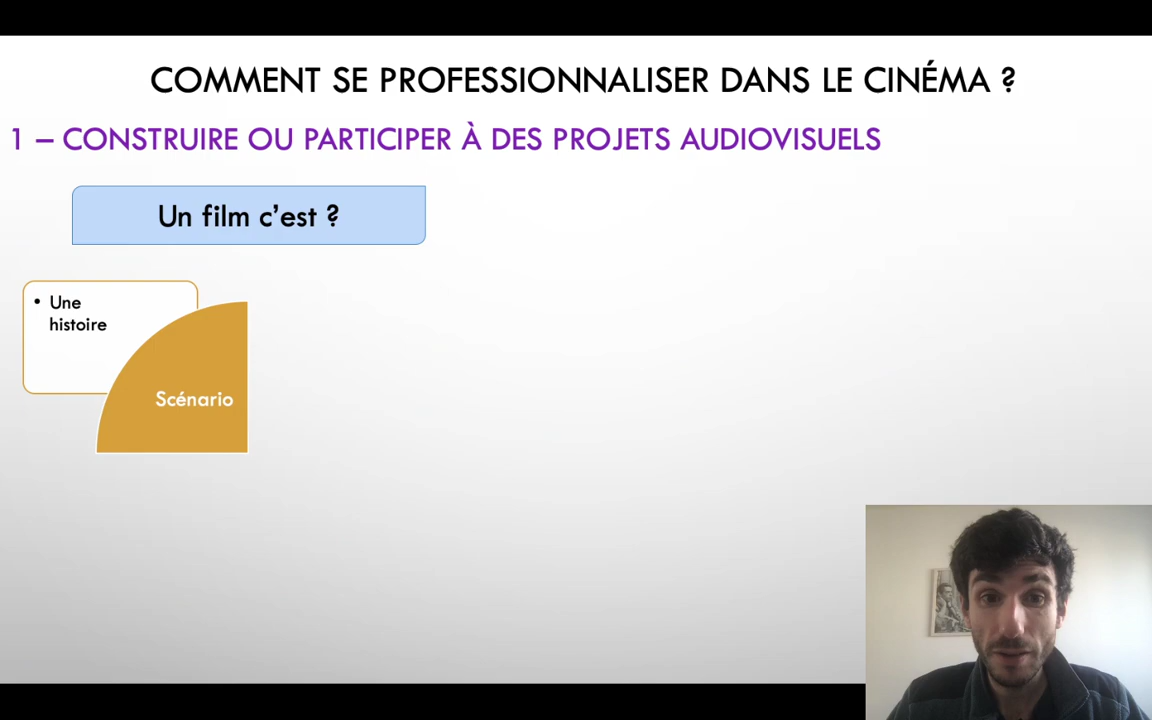 COMMENT SE PROFESSIONNALISER DANS LE CINÉMA ?
1 – CONSTRUIRE OU PARTICIPER À DES PROJETS AUDIOVISUELS
Un film c’est ?
• Une
histoire
Scénario